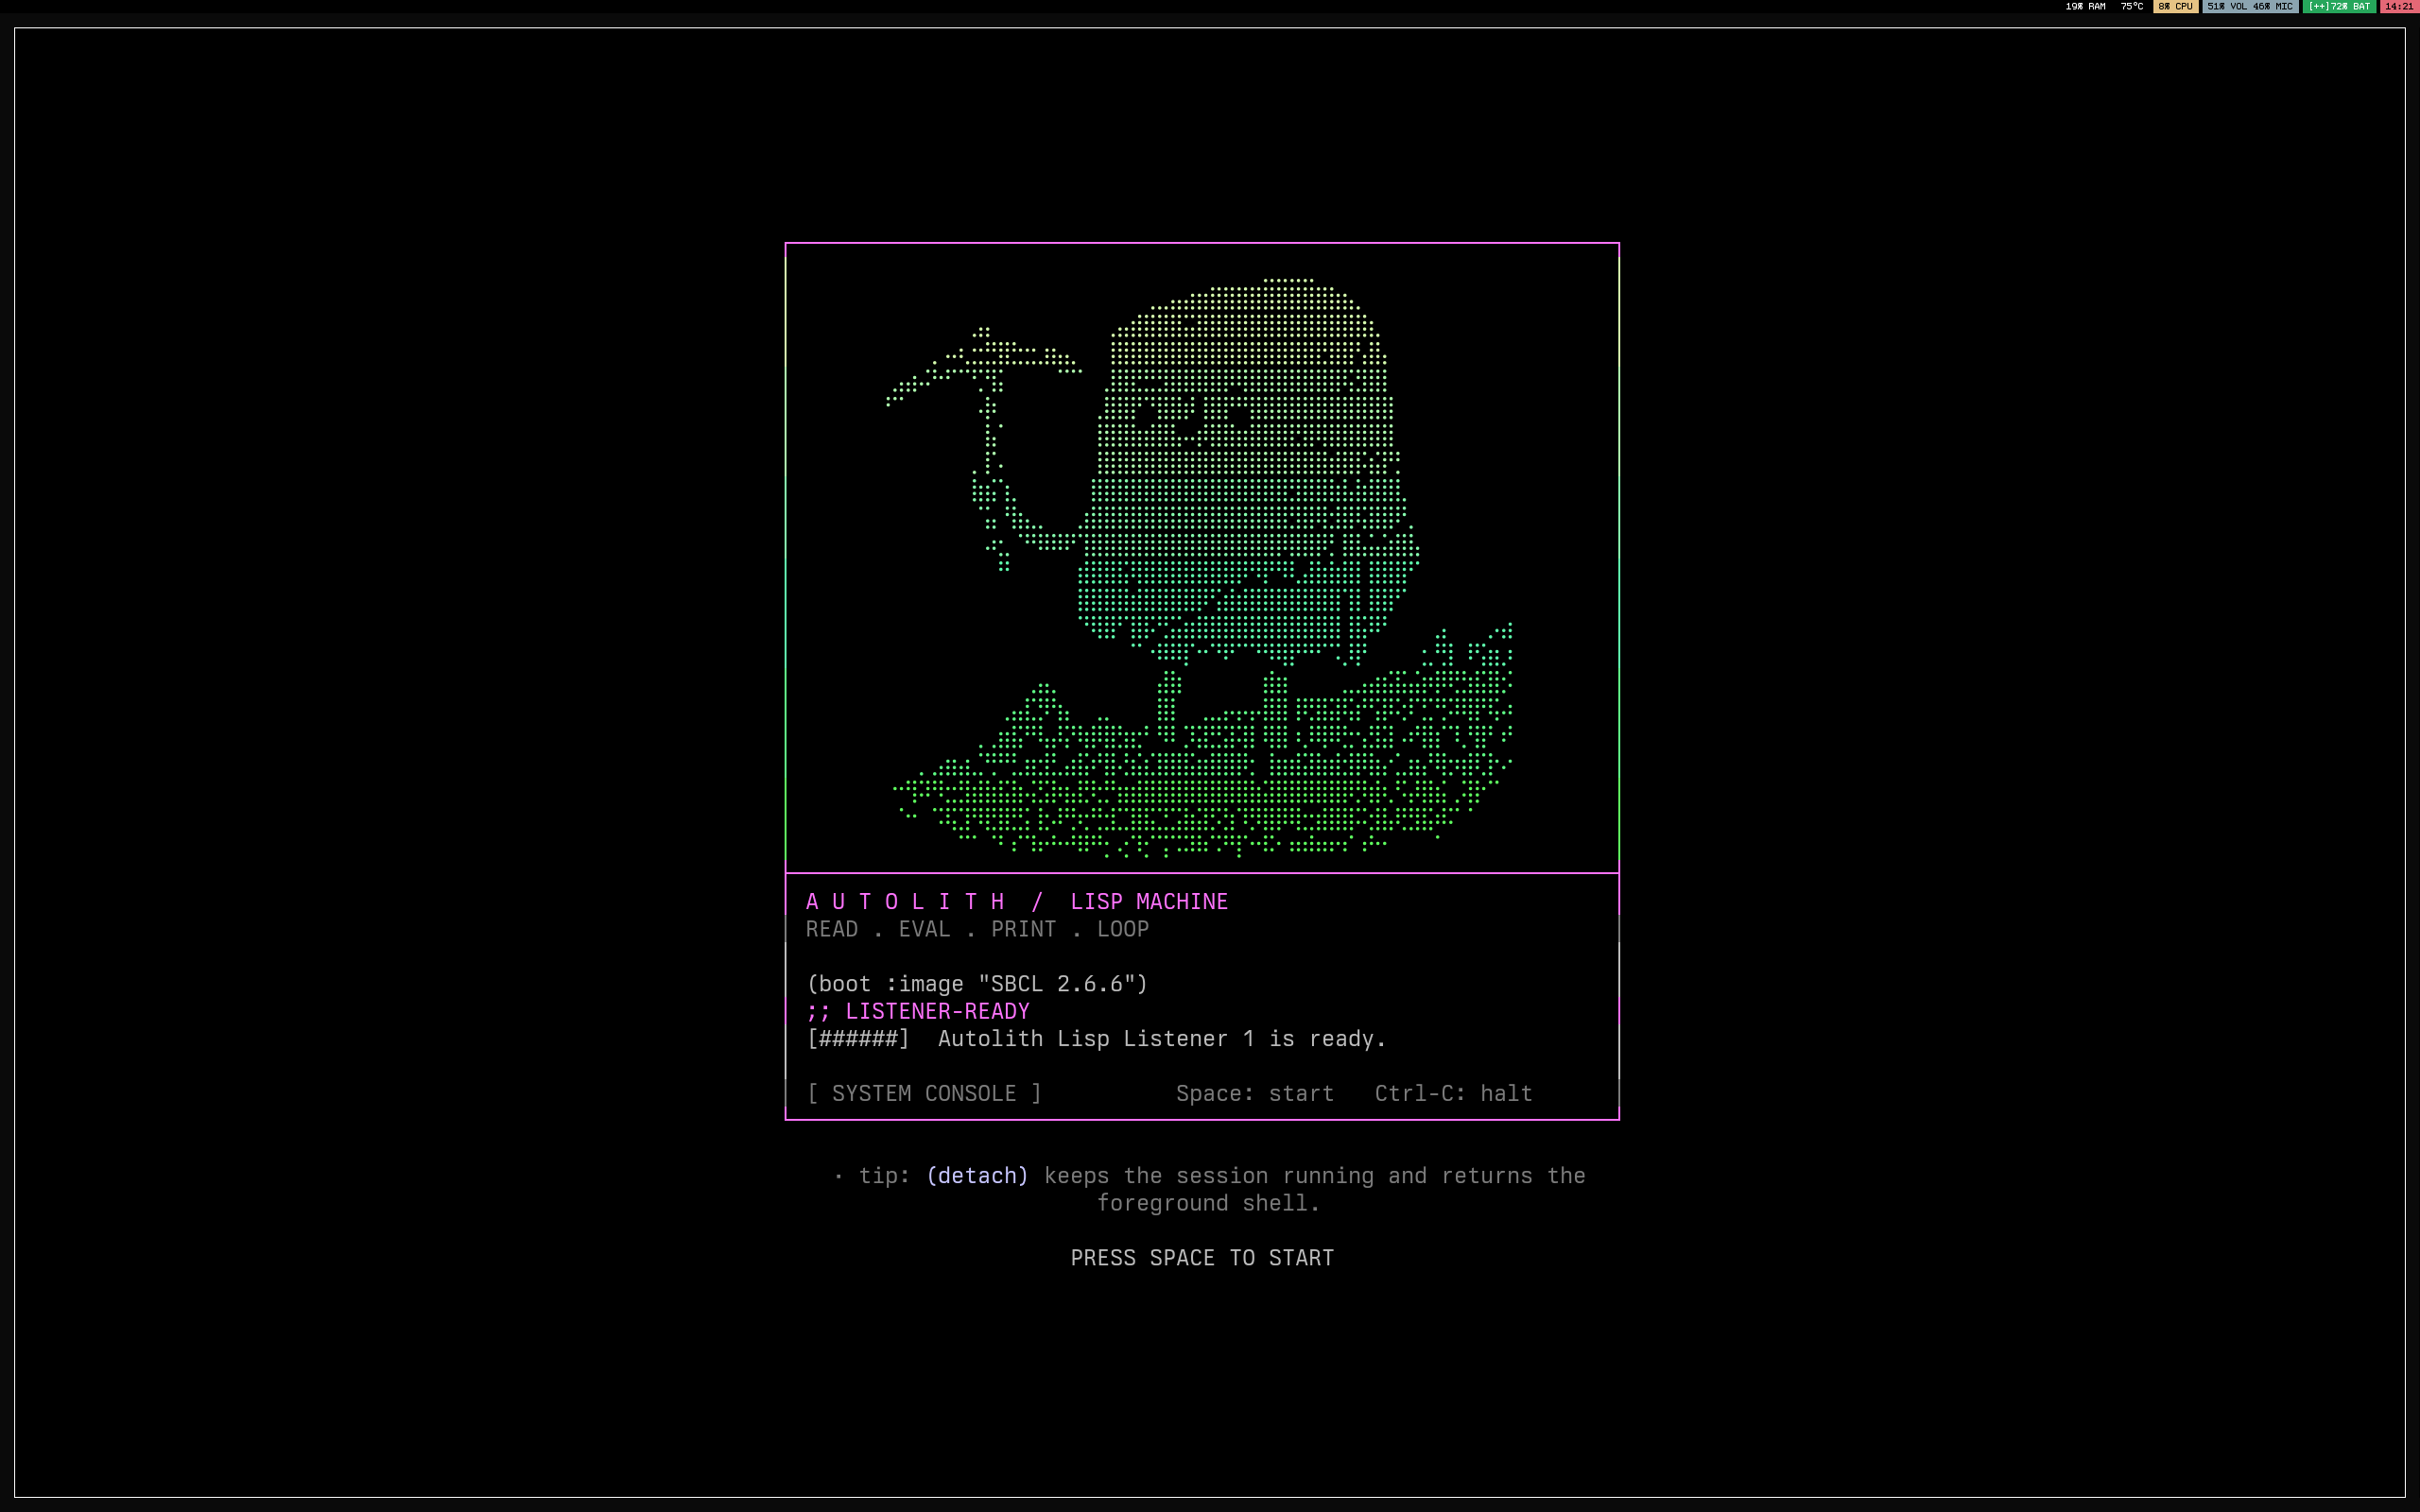 19% RAM 75°C 8% CPU 51% VOL 46% MIC [++]72% BAT 14:21
A U T O L I T H / LISP MACHINE
READ . EVAL . PRINT . LOOP
(boot :image "SBCL 2.6.6")
;; LISTENER-READY
[######] Autolith Lisp Listener 1 is ready.
[ SYSTEM CONSOLE ] Space: start Ctrl-C: halt
· tip: (detach) keeps the session running and returns the
foreground shell.
PRESS SPACE TO START